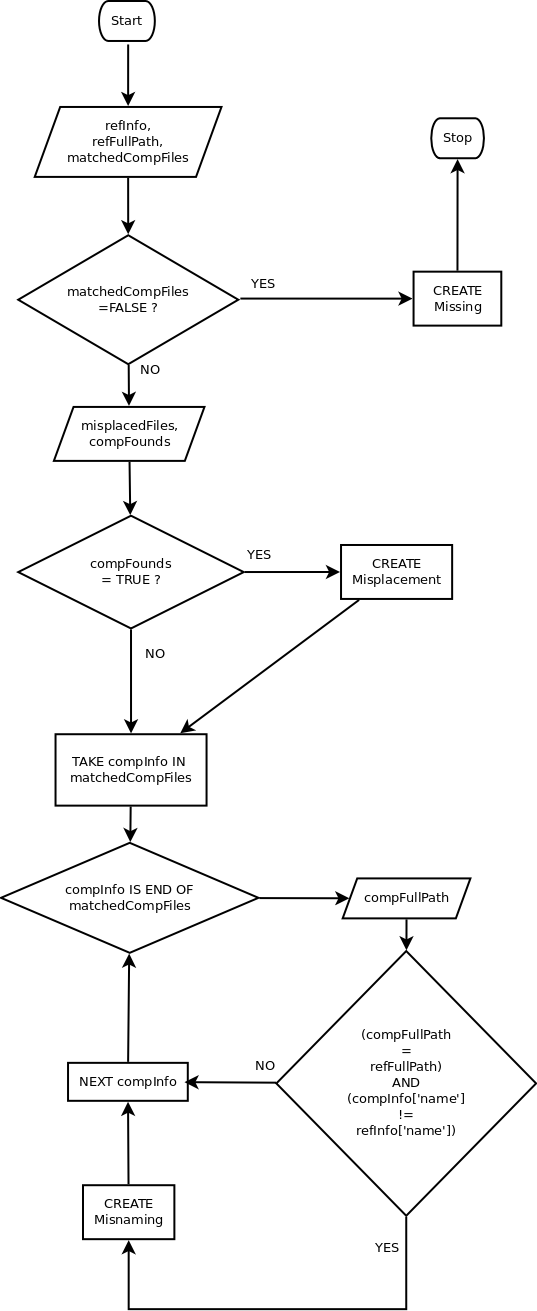 Start
refInfo,
refFullPath,
matchedCompFiles
Stop
matchedCompFiles
=FALSE ?
YES
CREATE
Missing
NO
misplacedFiles,
compFounds
compFounds
= TRUE ?
YES
CREATE
Misplacement
NO
TAKE compInfo IN
matchedCompFiles
compInfo IS END OF
matchedCompFiles
compFullPath
(compFullPath
=
refFullPath)
AND
(compInfo['name']
!=
refInfo['name'])
NO
NEXT compInfo
CREATE
Misnaming
YES